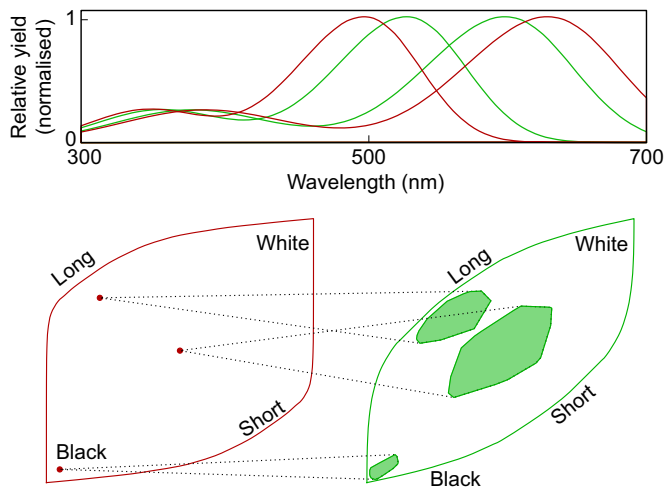 Relative yield
(normalised)
1
0
300
500
700
Wavelength (nm)
Long
White
Short
Black
Long
White
Short
Black